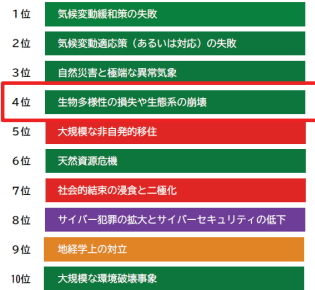 1位 気候変動緩和策の失敗
2位 気候変動適応策（あるいは対応）の失敗
3位 自然災害と極端な異常気象
4位 生物多様性の損失や生態系の崩壊
5位 大規模な非自発的移住
6位 天然資源危機
7位 社会的結束の浸食と二極化
8位 サイバー犯罪の拡大とサイバーセキュリティの低下
9位 地経学上の対立
10位 大規模な環境破壊事象